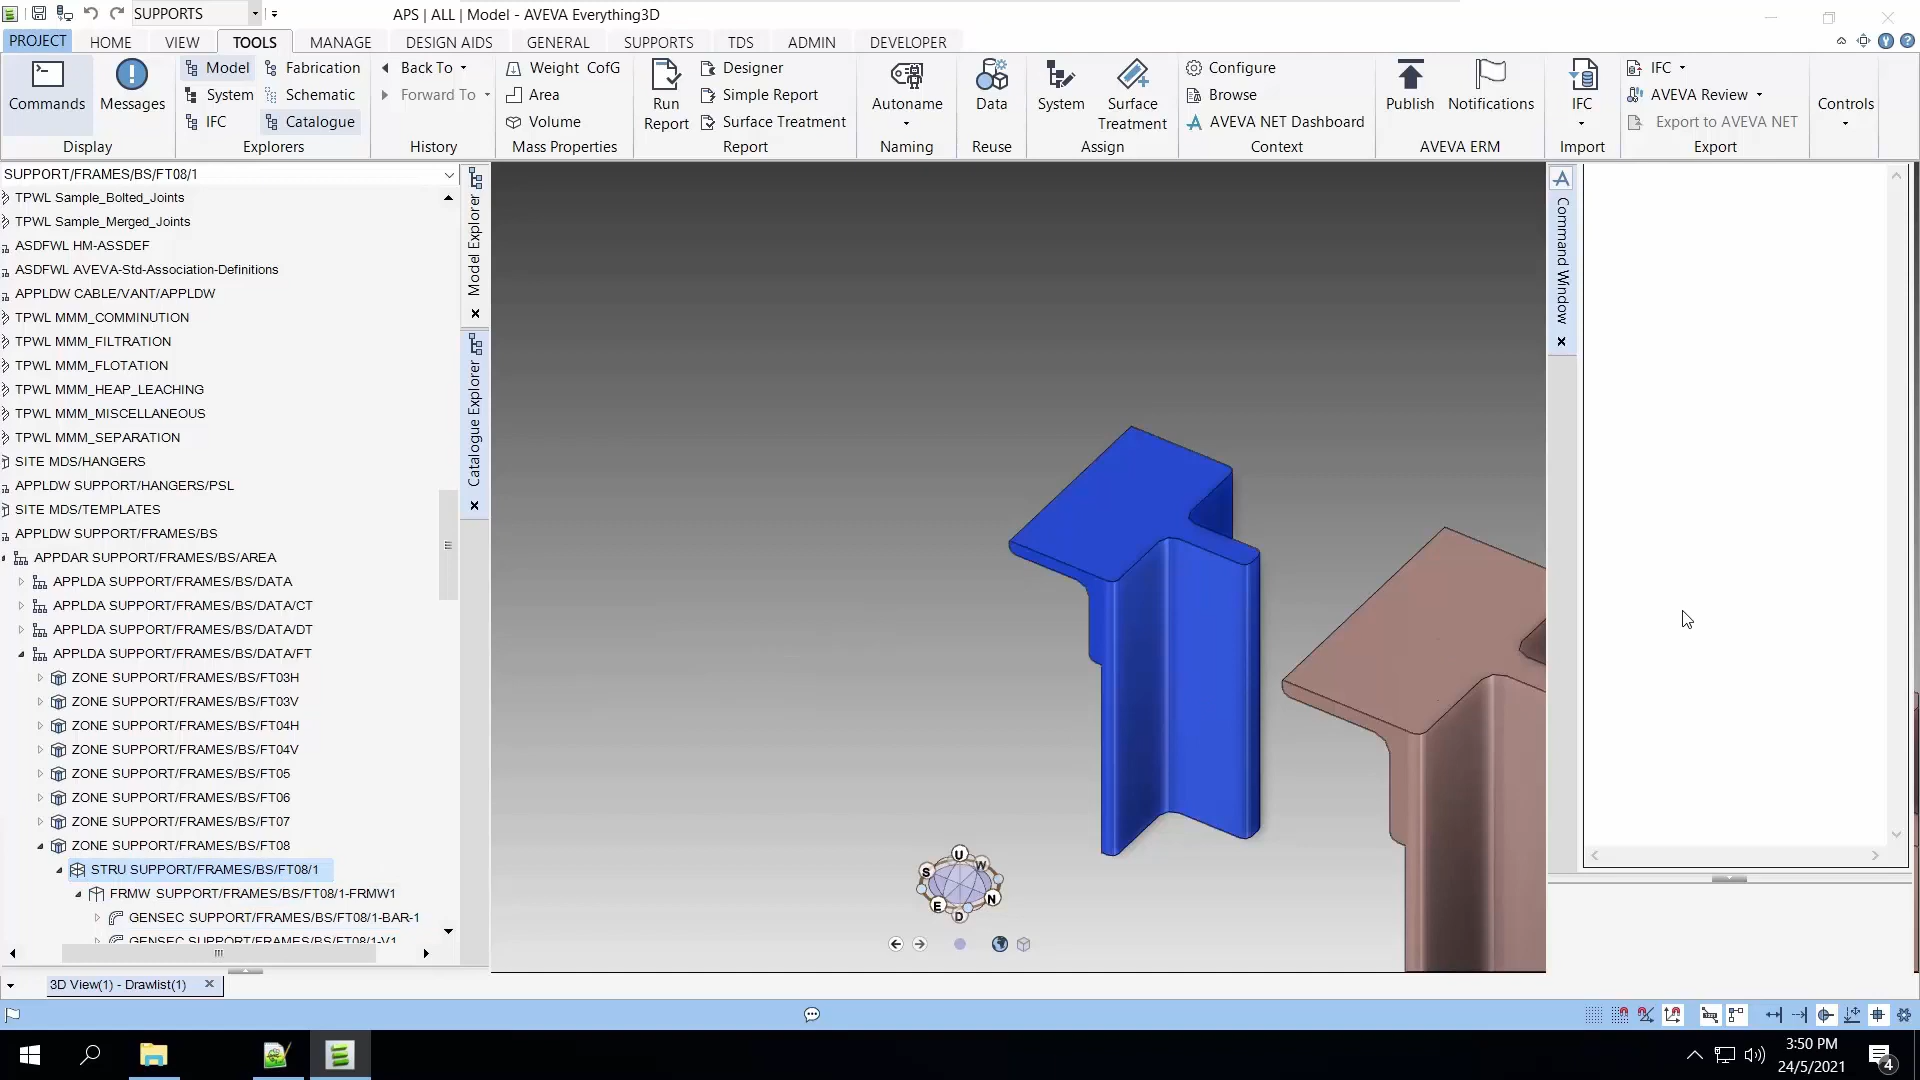 SUPPORTS
APS | ALL | Model - AVEVA Everything3D
PROJECT HOME VIEW TOOLS MANAGE DESIGN AIDS GENERAL SUPPORTS TDS ADMIN DEVELOPER
Commands
Messages
Display
Model
System
IFC
Fabrication
Schematic
Catalogue
Explorers
Back To
Forward To
History
Weight CofG
Area
Volume
Mass Properties
Run
Report
Designer
Simple Report
Surface Treatment
Report
Autoname
Naming
Data
Reuse
System
Surface
Treatment
Assign
Configure
Browse
AVEVA NET Dashboard
Context
Publish
Notifications
AVEVA ERM
IFC
Import
IFC
AVEVA Review
Export to AVEVA NET
Export
Controls
SUPPORT/FRAMES/BS/FT08/1
TPWL Sample_Bolted_Joints
TPWL Sample_Merged_Joints
ASDFWL HM-ASSDEF
ASDFWL AVEVA-Std-Association-Definitions
APPLDW CABLE/VANT/APPLDW
TPWL MMM_COMMINUTION
TPWL MMM_FILTRATION
TPWL MMM_FLOTATION
TPWL MMM_HEAP_LEACHING
TPWL MMM_MISCELLANEOUS
TPWL MMM_SEPARATION
SITE MDS/HANGERS
APPLDW SUPPORT/HANGERS/PSL
SITE MDS/TEMPLATES
APPLDW SUPPORT/FRAMES/BS
APPDAR SUPPORT/FRAMES/BS/AREA
APPLDA SUPPORT/FRAMES/BS/DATA
APPLDA SUPPORT/FRAMES/BS/DATA/CT
APPLDA SUPPORT/FRAMES/BS/DATA/DT
APPLDA SUPPORT/FRAMES/BS/DATA/FT
ZONE SUPPORT/FRAMES/BS/FT03H
ZONE SUPPORT/FRAMES/BS/FT03V
ZONE SUPPORT/FRAMES/BS/FT04H
ZONE SUPPORT/FRAMES/BS/FT04V
ZONE SUPPORT/FRAMES/BS/FT05
ZONE SUPPORT/FRAMES/BS/FT06
ZONE SUPPORT/FRAMES/BS/FT07
ZONE SUPPORT/FRAMES/BS/FT08
STRU SUPPORT/FRAMES/BS/FT08/1
FRMW SUPPORT/FRAMES/BS/FT08/1-FRMW1
GENSEC SUPPORT/FRAMES/BS/FT08/1-BAR-1
GENSEC SUPPORT/FRAMES/BS/FT08/1-V1
Model Explorer
Catalogue Explorer
Command Window
U
S
W
E
N
D
3D View(1) - Drawlist(1)
3:50 PM
24/5/2021
4